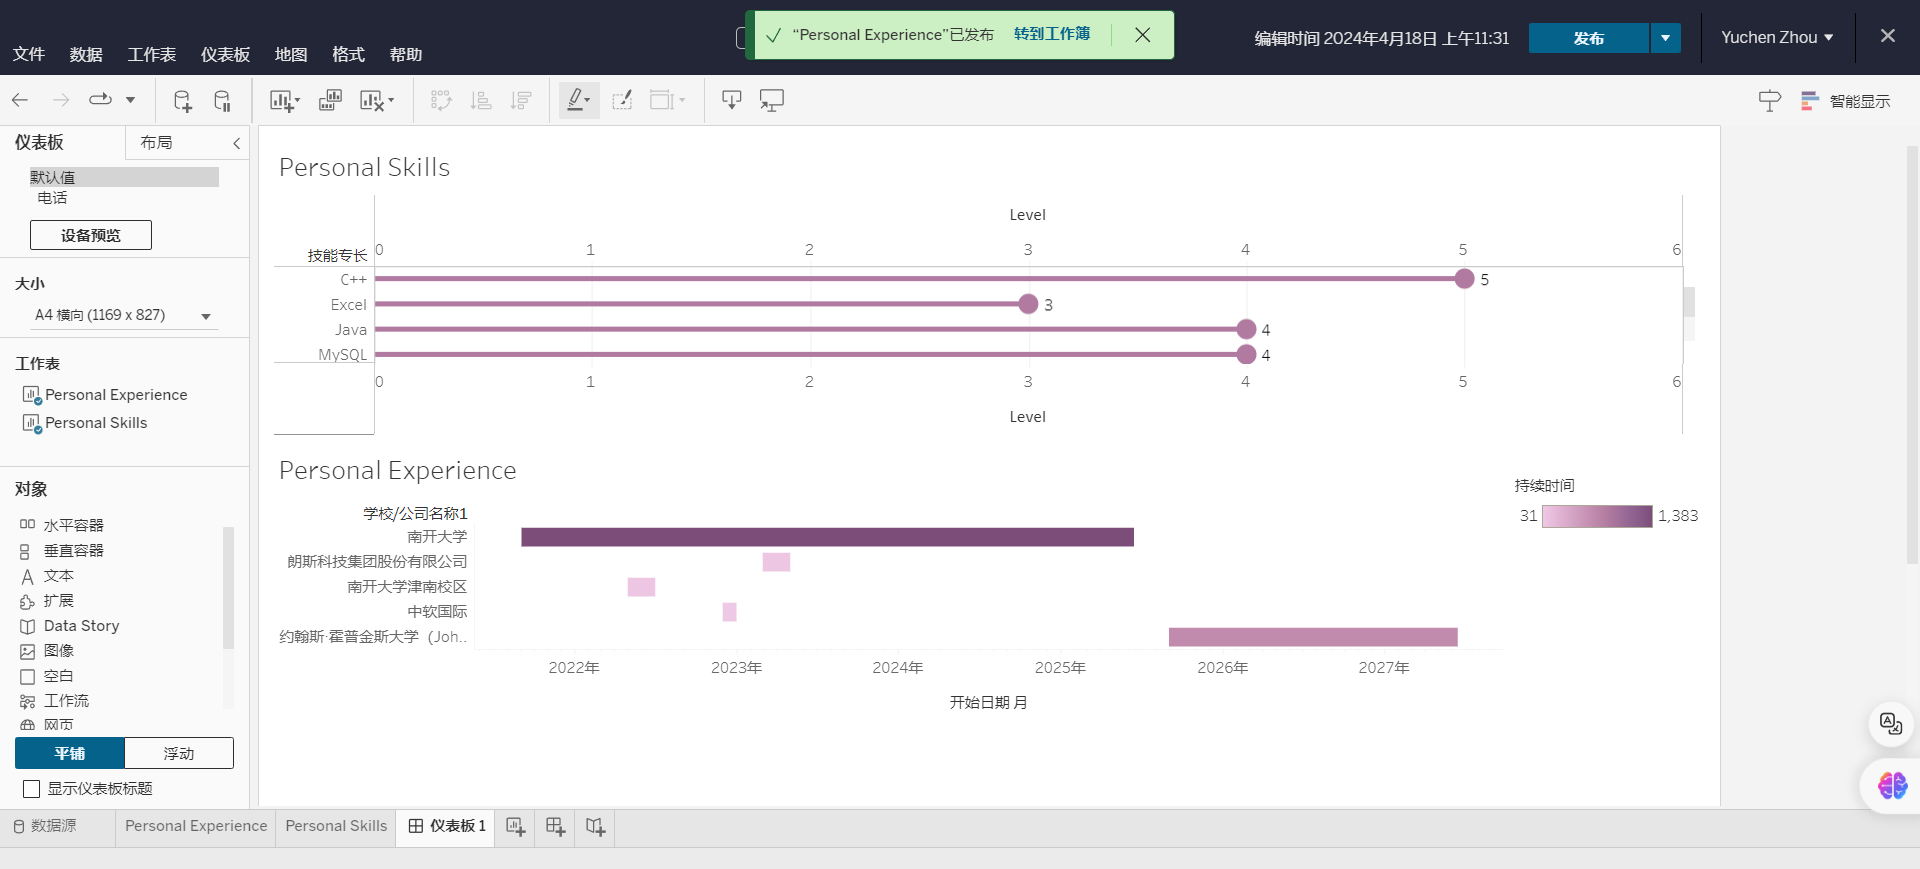 “Personal Experience”已发布 转到工作薄
编辑时间 2024年4月18日 上午11:31 发布 Yuchen Zhou
文件 数据 工作表 仪表板 地图 格式 帮助
智能显示
仪表板 布局
默认值
电话
设备预览
大小
A4 横向 (1169 x 827)
工作表
Personal Experience
Personal Skills
对象
水平容器
垂直容器
文本
扩展
Data Story
图像
空白
工作流
网页
平铺 浮动
显示仪表板标题
Personal Skills
Level
技能专长 0 1 2 3 4 5 6
C++ 5
Excel 3
Java 4
MySQL 4
0 1 2 3 4 5 6
Level
Personal Experience
持续时间
31 1,383
学校/公司名称1
南开大学
朗斯科技集团股份有限公司
南开大学津南校区
中软国际
约翰斯·霍普金斯大学（Joh..
2022年 2023年 2024年 2025年 2026年 2027年
开始日期 月
数据源 Personal Experience Personal Skills 仪表板 1